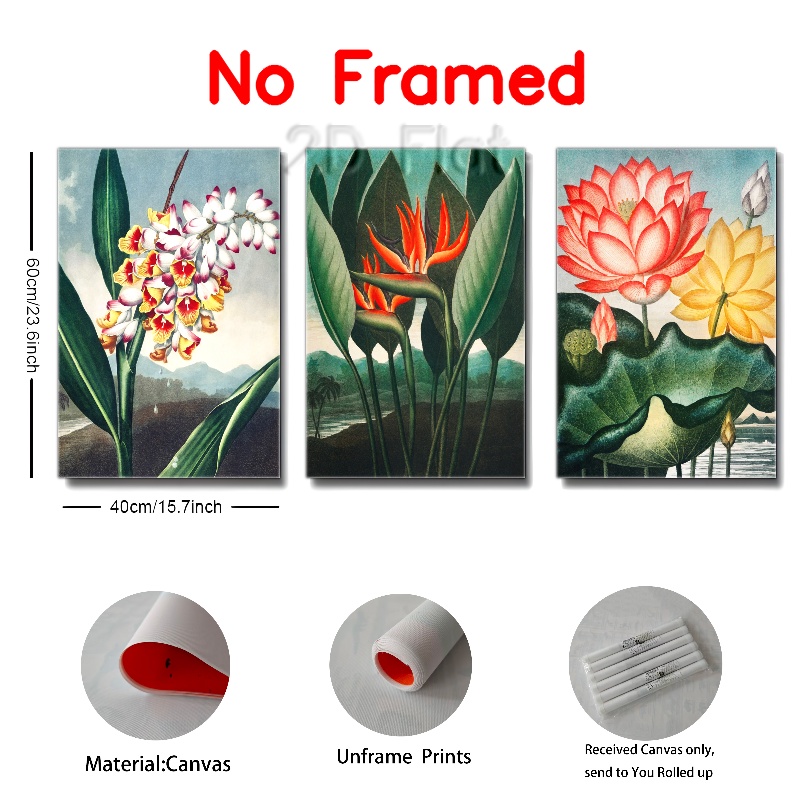 No Framed
2D Flat
60cm/23.6inch
40cm/15.7inch
Material:Canvas
Unframe Prints
Received Canvas only,
send to You Rolled up